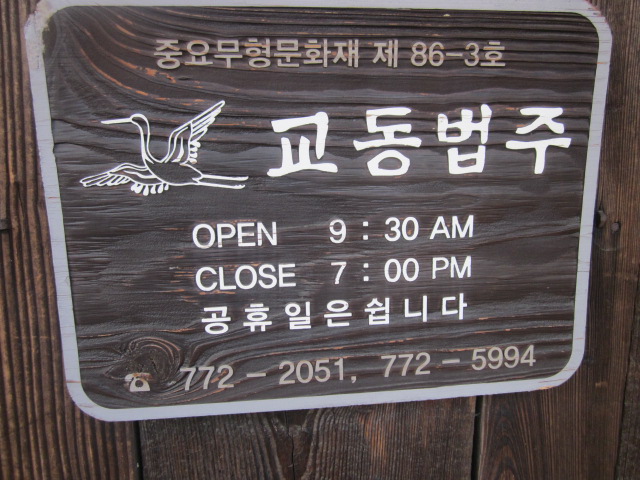 중요무형문화재 제 86-3호
교동법주
OPEN 9 : 30 AM
CLOSE 7 : 00 PM
공휴일은쉽니다
☎ 772-2051, 772-5994